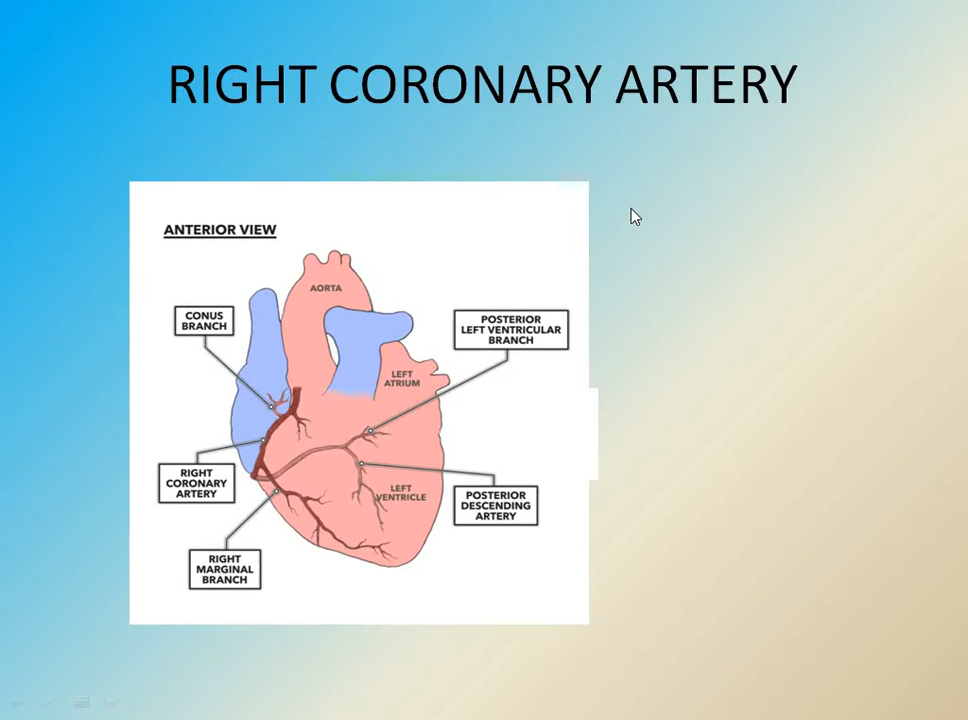 RIGHT CORONARY ARTERY
ANTERIOR VIEW
AORTA
CONUS
BRANCH
POSTERIOR
LEFT VENTRICULAR
BRANCH
LEFT
ATRIUM
RIGHT
CORONARY
ARTERY
LEFT
VENTRICLE
POSTERIOR
DESCENDING
ARTERY
RIGHT
MARGINAL
BRANCH